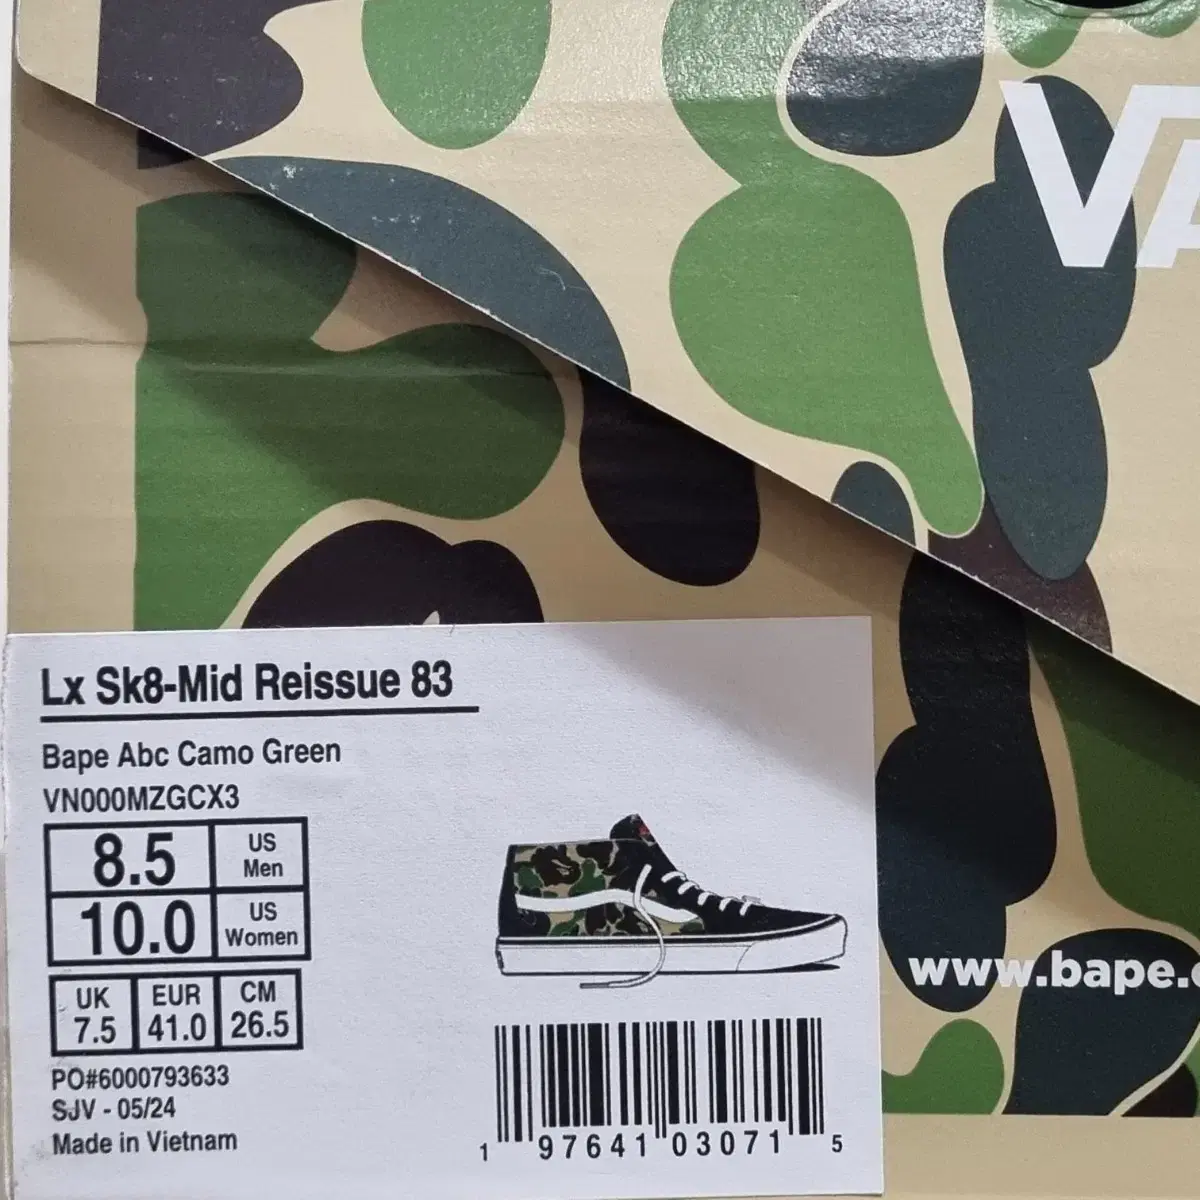 Lx Sk8-Mid Reissue 83
Bape Abc Camo Green
VN000MZGCX3
8.5 US Men
10.0 US Women
UK 7.5 EUR 41.0 CM 26.5
PO#6000793633
SJV - 05/24
Made in Vietnam
1 97641 03071 5
www.bape.